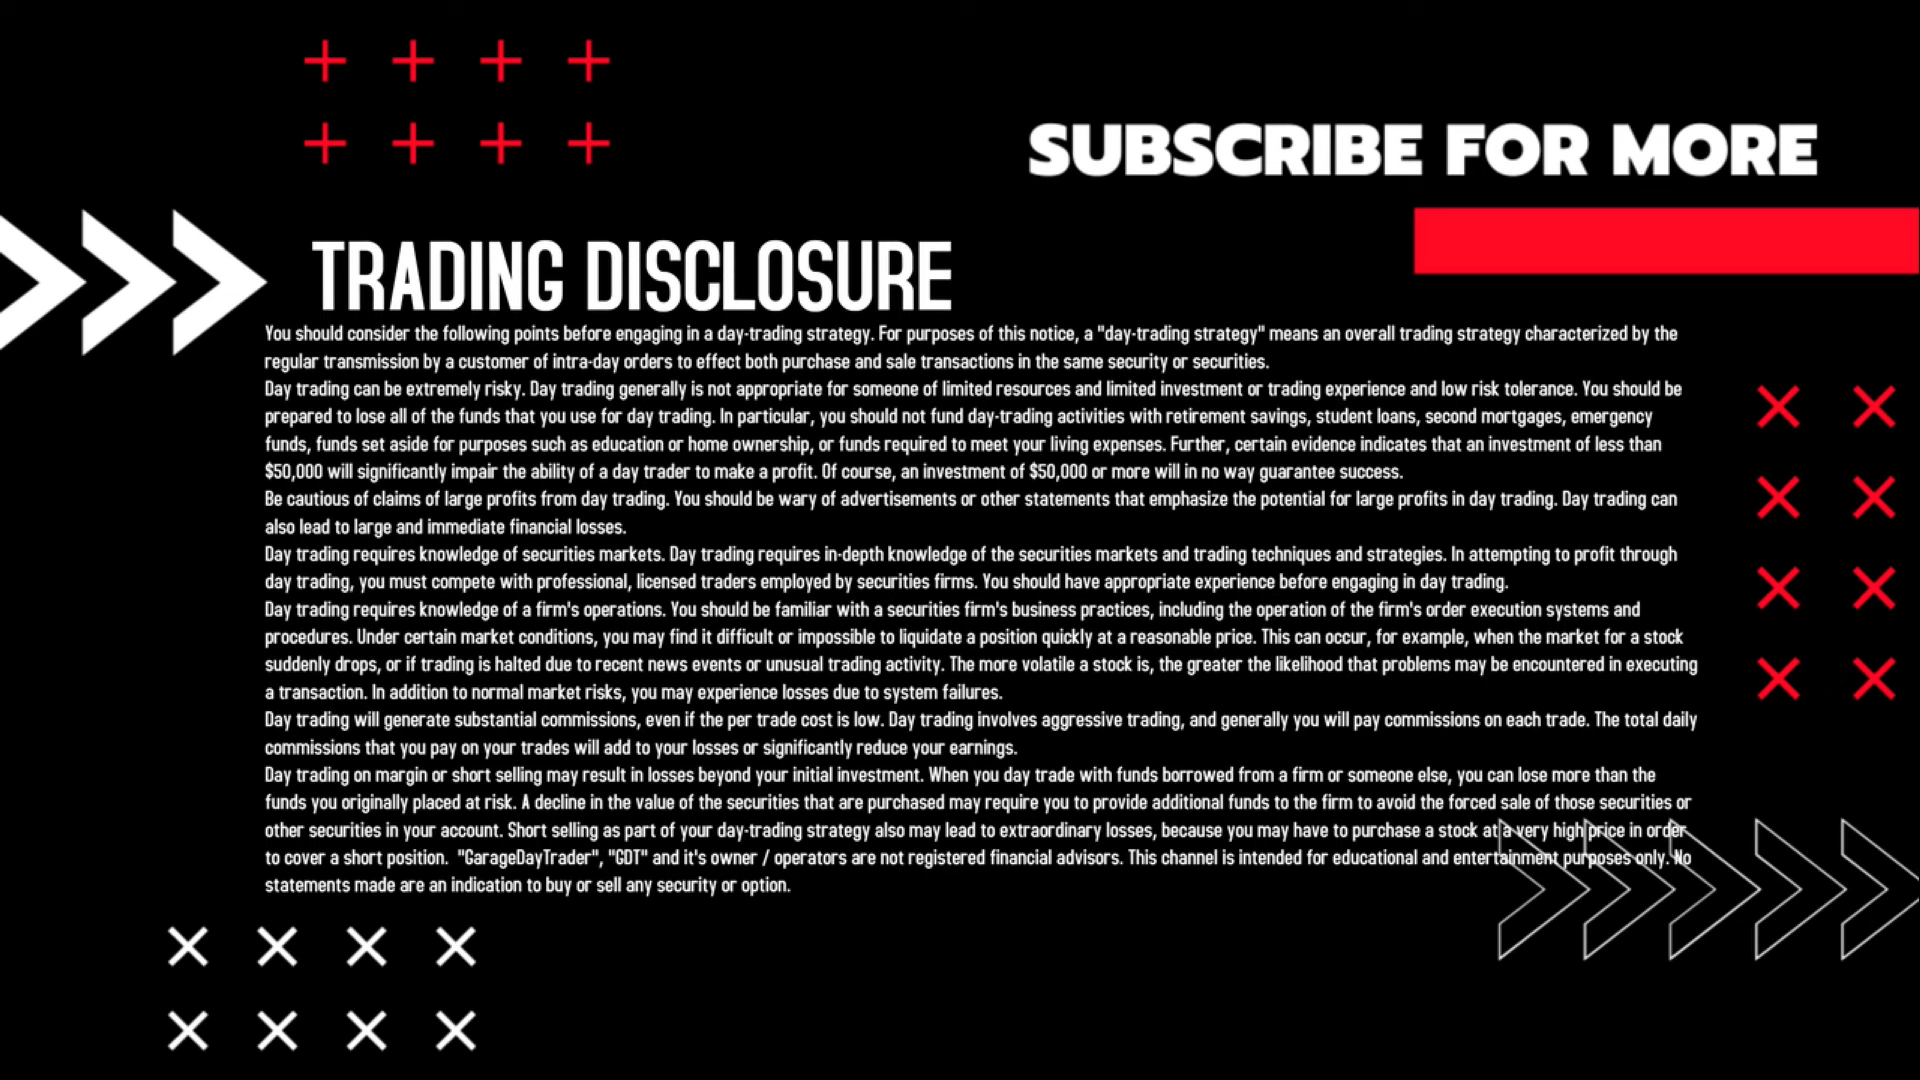 SUBSCRIBE FOR MORE
TRADING DISCLOSURE
You should consider the following points before engaging in a day-trading strategy. For purposes of this notice, a "day-trading strategy" means an overall trading strategy characterized by the
regular transmission by a customer of intra-day orders to effect both purchase and sale transactions in the same security or securities.
Day trading can be extremely risky. Day trading generally is not appropriate for someone of limited resources and limited investment or trading experience and low risk tolerance. You should be
prepared to lose all of the funds that you use for day trading. In particular, you should not fund day-trading activities with retirement savings, student loans, second mortgages, emergency
funds, funds set aside for purposes such as education or home ownership, or funds required to meet your living expenses. Further, certain evidence indicates that an investment of less than
$50,000 will significantly impair the ability of a day trader to make a profit. Of course, an investment of $50,000 or more will in no way guarantee success.
Be cautious of claims of large profits from day trading. You should be wary of advertisements or other statements that emphasize the potential for large profits in day trading. Day trading can
also lead to large and immediate financial losses.
Day trading requires knowledge of securities markets. Day trading requires in-depth knowledge of the securities markets and trading techniques and strategies. In attempting to profit through
day trading, you must compete with professional, licensed traders employed by securities firms. You should have appropriate experience before engaging in day trading.
Day trading requires knowledge of a firm's operations. You should be familiar with a securities firm's business practices, including the operation of the firm's order execution systems and
procedures. Under certain market conditions, you may find it difficult or impossible to liquidate a position quickly at a reasonable price. This can occur, for example, when the market for a stock
suddenly drops, or if trading is halted due to recent news events or unusual trading activity. The more volatile a stock is, the greater the likelihood that problems may be encountered in executing
a transaction. In addition to normal market risks, you may experience losses due to system failures.
Day trading will generate substantial commissions, even if the per trade cost is low. Day trading involves aggressive trading, and generally you will pay commissions on each trade. The total daily
commissions that you pay on your trades will add to your losses or significantly reduce your earnings.
Day trading on margin or short selling may result in losses beyond your initial investment. When you day trade with funds borrowed from a firm or someone else, you can lose more than the
funds you originally placed at risk. A decline in the value of the securities that are purchased may require you to provide additional funds to the firm to avoid the forced sale of those securities or
other securities in your account. Short selling as part of your day-trading strategy also may lead to extraordinary losses, because you may have to purchase a stock at a very high price in order
to cover a short position. "GarageDayTrader", "GDT" and it's owner / operators are not registered financial advisors. This channel is intended for educational and entertainment purposes only. No
statements made are an indication to buy or sell any security or option.